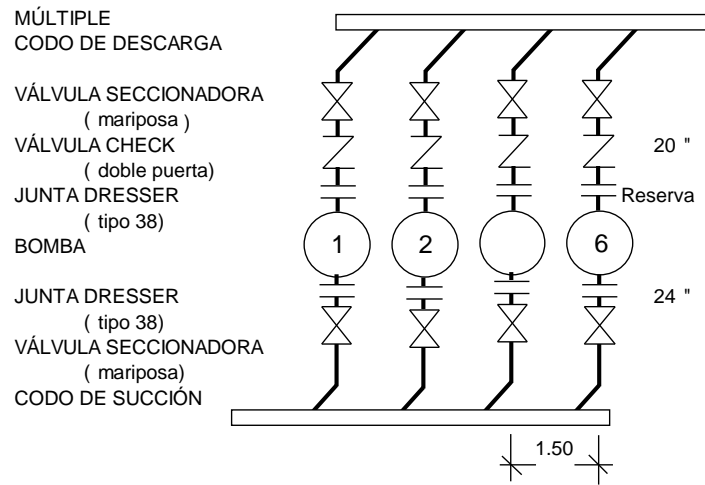 MÚLTIPLE
CODO DE DESCARGA
VÁLVULA SECCIONADORA
( mariposa )
VÁLVULA CHECK
( doble puerta)
20 "
JUNTA DRESSER
( tipo 38)
Reserva
BOMBA
1
2
6
JUNTA DRESSER
( tipo 38)
24 "
VÁLVULA SECCIONADORA
( mariposa)
CODO DE SUCCIÓN
1.50